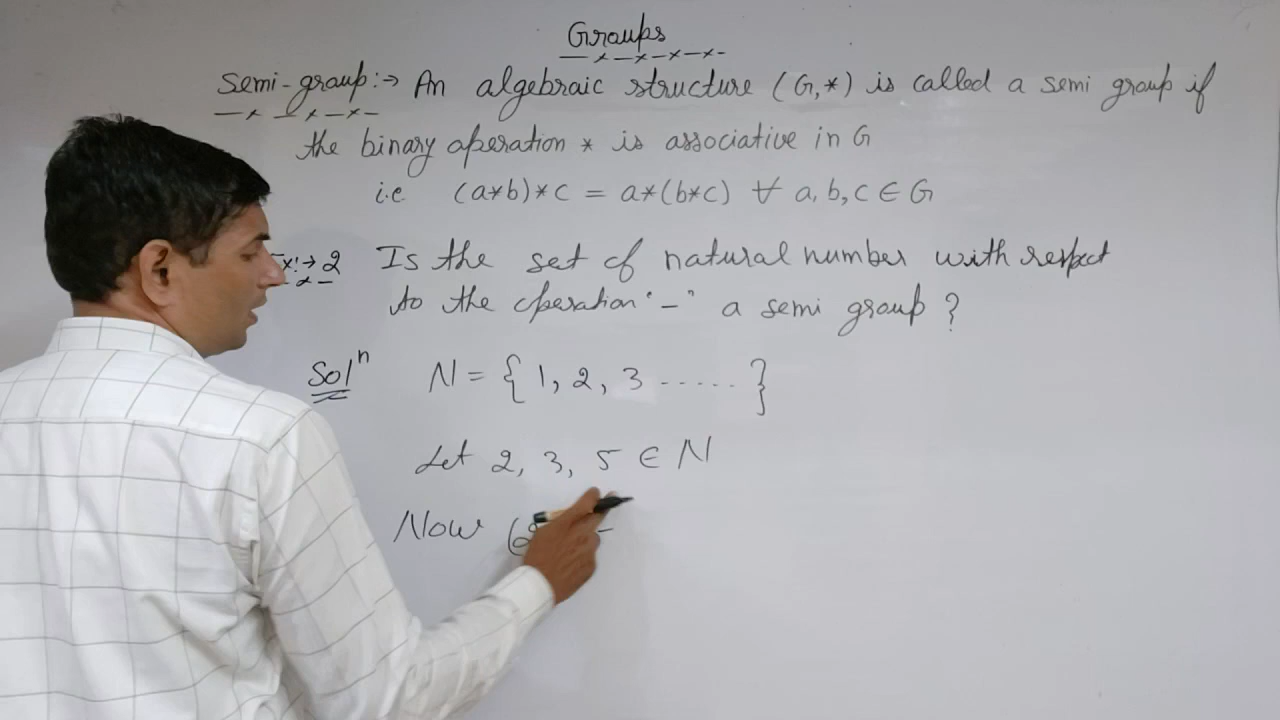 Groups
Semi-group:→ An algebraic structure (G,*) is called a semi group if
the binary operation * is associative in G
i.e (a*b)*c = a*(b*c) ∀ a,b,c ∈ G
x:→ 2 Is the set of natural number with respect
to the operation '-' a semi group ?
Solⁿ N = { 1, 2, 3 ...... }
Let 2, 3, 5 ∈ N
Now (2 -